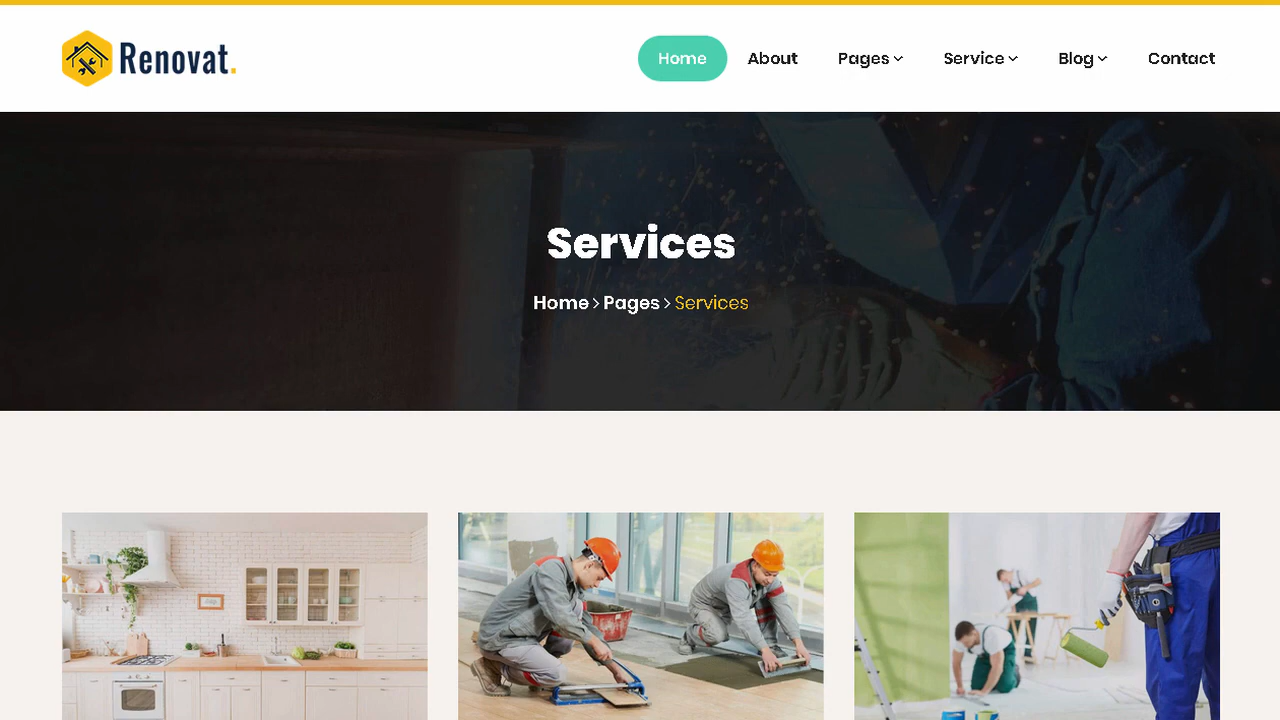 Renovat.
Home About Pages Service Blog Contact
Services
Home > Pages > Services